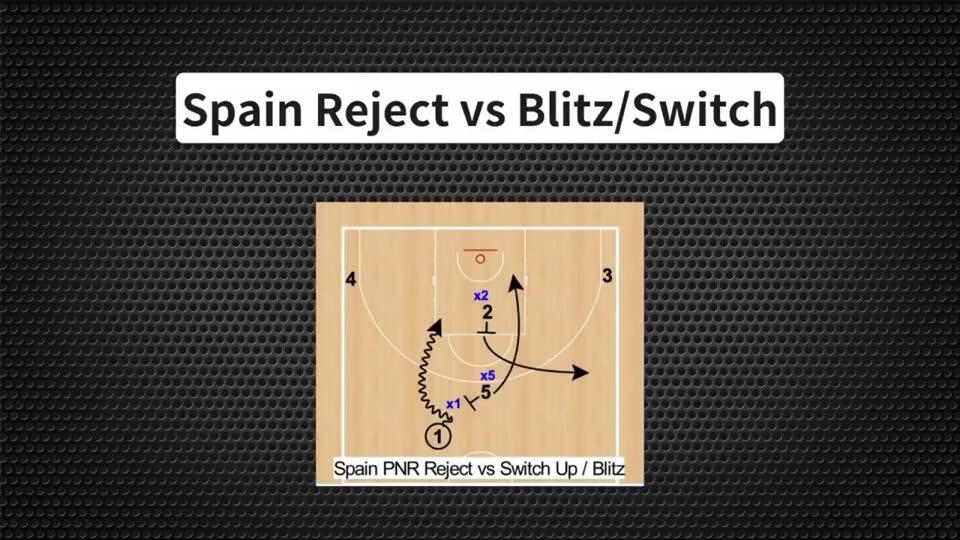 Spain Reject vs Blitz/Switch
4
3
x2
2
x5
5
x1
1
Spain PNR Reject vs Switch Up / Blitz